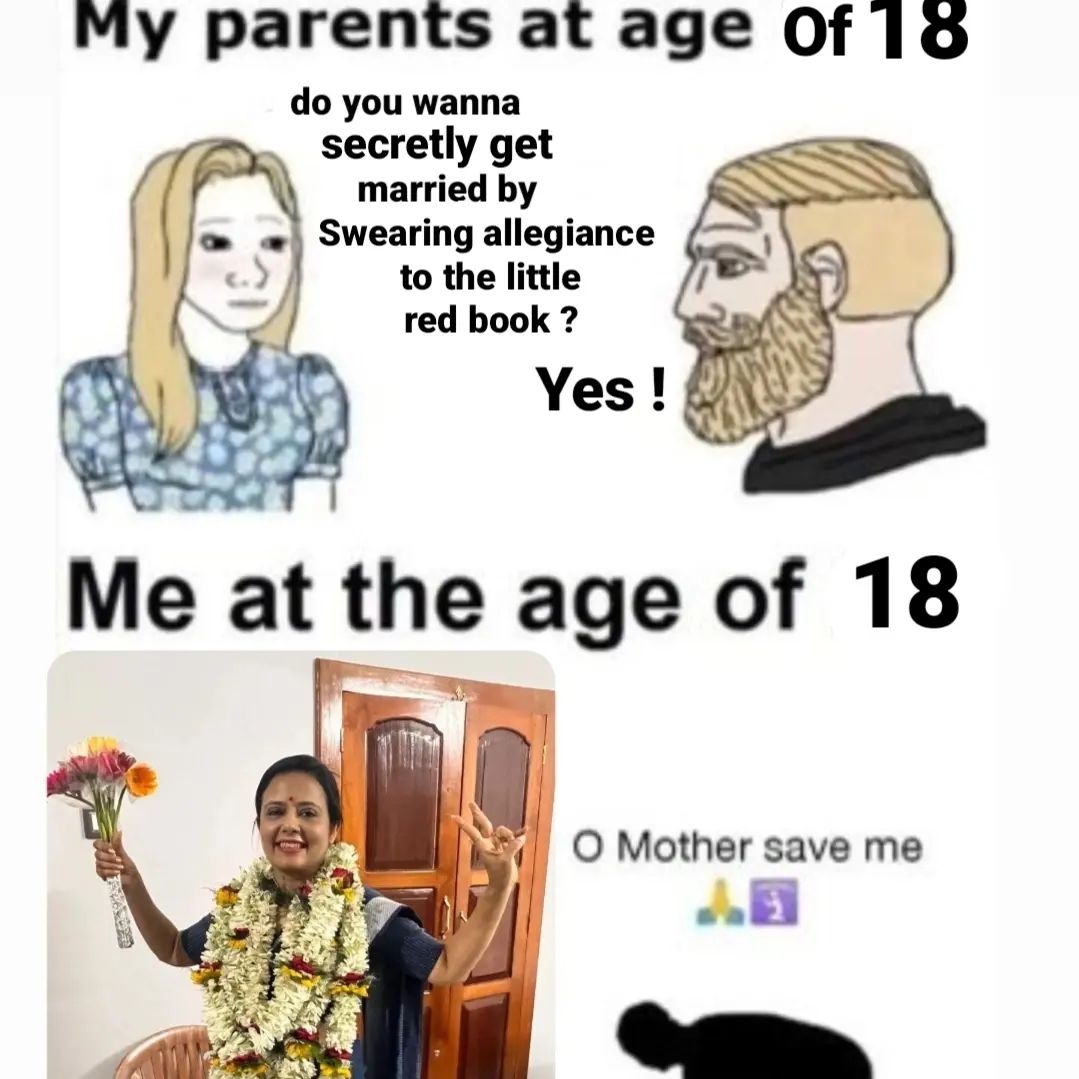 My parents at age Of 18
do you wanna
secretly get
married by
Swearing allegiance
to the little
red book ?
Yes !
Me at the age of 18
O Mother save me
🙏🛐